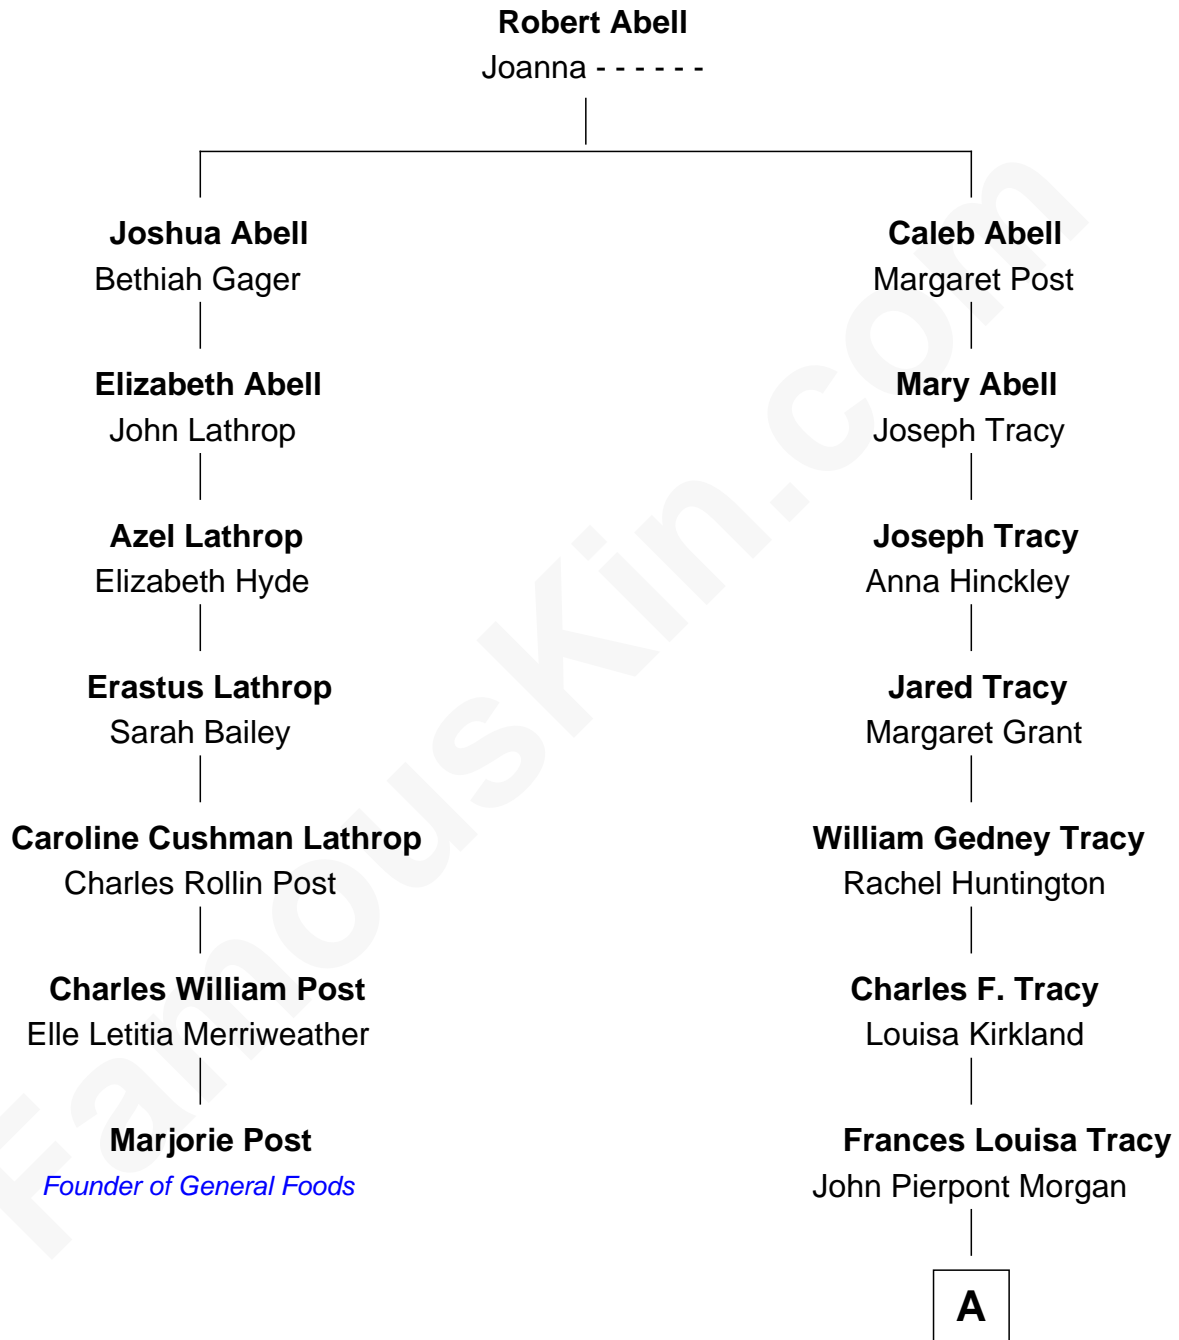 Robert Abell
Joanna - - - - - -
Joshua Abell
Bethiah Gager
Caleb Abell
Margaret Post
Elizabeth Abell
John Lathrop
Mary Abell
Joseph Tracy
Azel Lathrop
Elizabeth Hyde
Joseph Tracy
Anna Hinckley
Erastus Lathrop
Sarah Bailey
Jared Tracy
Margaret Grant
Caroline Cushman Lathrop
Charles Rollin Post
William Gedney Tracy
Rachel Huntington
Charles William Post
Elle Letitia Merriweather
Charles F. Tracy
Louisa Kirkland
Marjorie Post
Founder of General Foods
Frances Louisa Tracy
John Pierpont Morgan
A
FamousKin.com